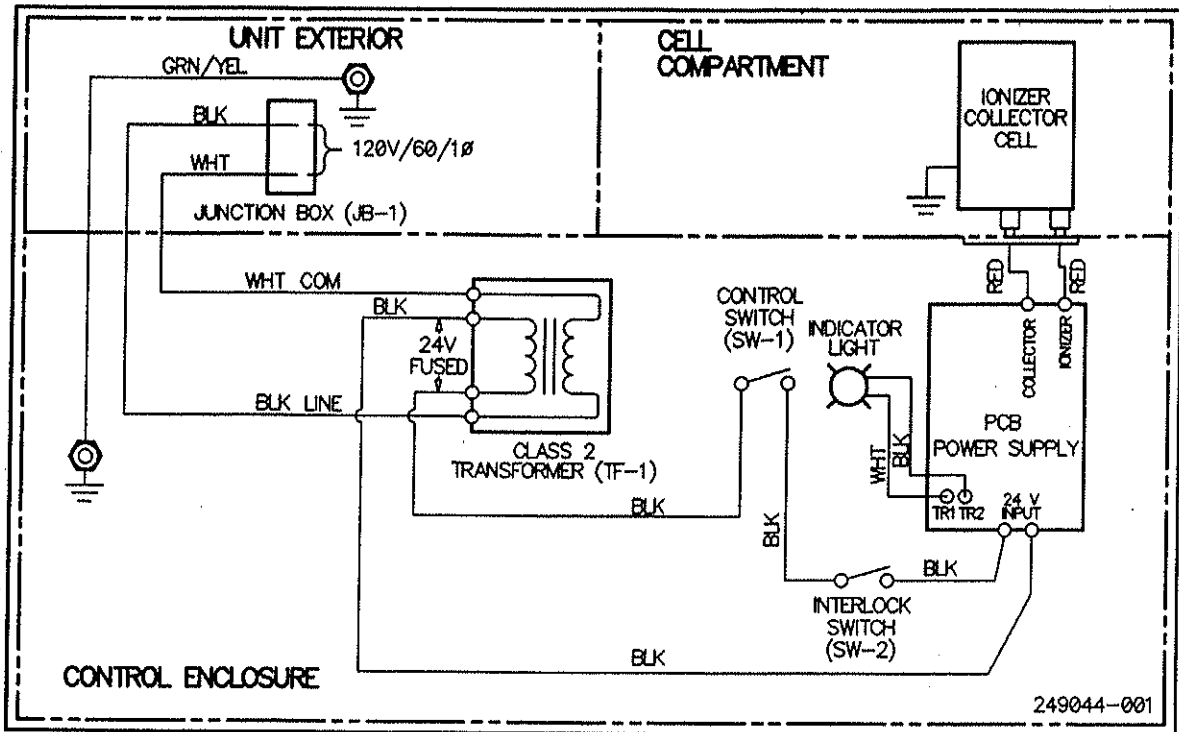 UNIT EXTERIOR
GRN/YEL
BLK
WHT
120V/60/1ø
JUNCTION BOX (JB-1)
CELL
COMPARTMENT
IONIZER
COLLECTOR
CELL
WHT COM
BLK
24V
FUSED
BLK LINE
CLASS 2
TRANSFORMER (TF-1)
CONTROL
SWITCH
(SW-1)
INDICATOR
LIGHT
RED
RED
COLLECTOR
IONIZER
PCB
POWER SUPPLY
WHT
BLK
TR1 TR2
24 V
INPUT
BLK
BLK
BLK
INTERLOCK
SWITCH
(SW-2)
BLK
CONTROL ENCLOSURE
249044-001